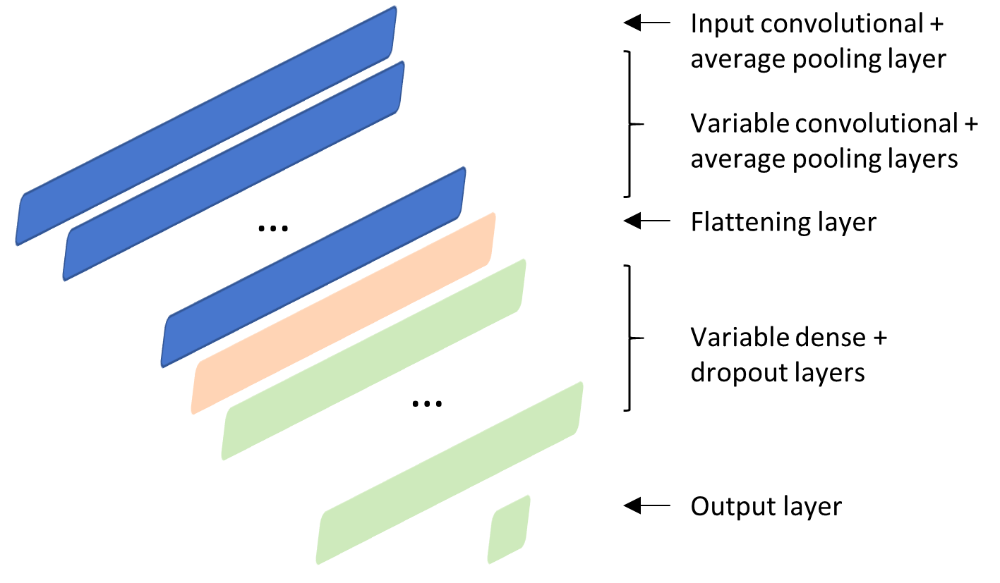 Input convolutional +
average pooling layer
Variable convolutional +
average pooling layers
...
Flattening layer
Variable dense +
dropout layers
...
Output layer